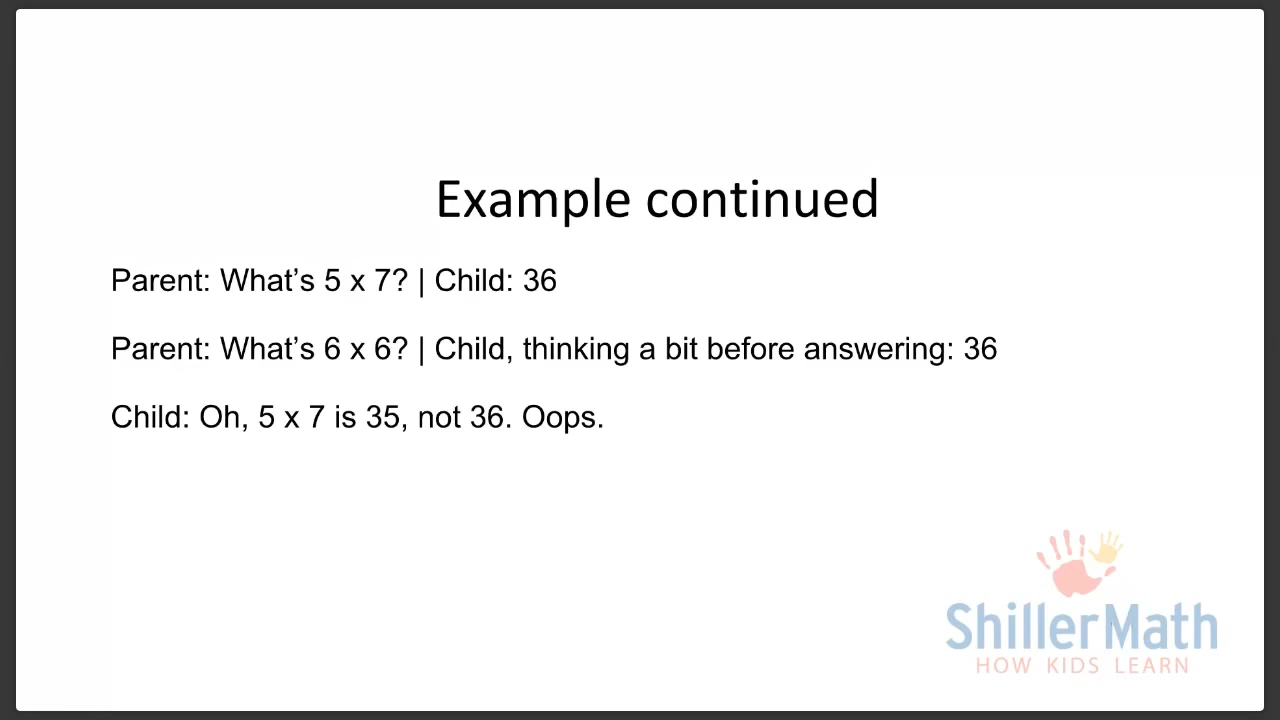 Example continued
Parent: What’s 5 x 7? | Child: 36
Parent: What’s 6 x 6? | Child, thinking a bit before answering: 36
Child: Oh, 5 x 7 is 35, not 36. Oops.
ShillerMath
HOW KIDS LEARN